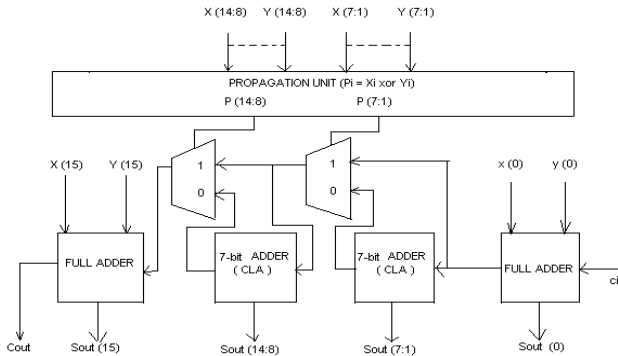 X (14:8) Y (14:8) X (7:1) Y (7:1)
PROPAGATION UNIT (Pi = Xi xor Yi)
P (14:8) P (7:1)
X (15) Y (15) 1 1 x (0) y (0)
0 0
FULL ADDER 7-bit ADDER 7-bit ADDER FULL ADDER
( CLA ) ( CLA )
ci
Cout Sout (15) Sout (14:8) Sout (7:1) Sout (0)